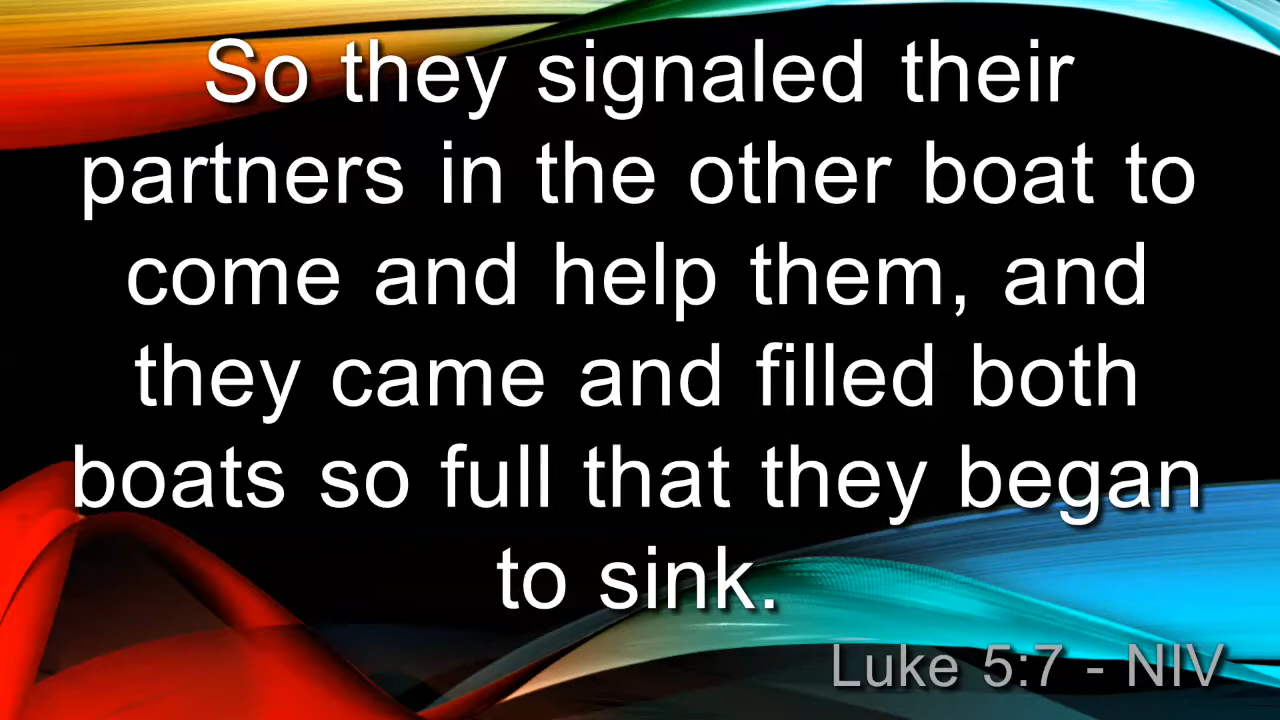 So they signaled their
partners in the other boat to
come and help them, and
they came and filled both
boats so full that they began
to sink.
Luke 5:7 - NIV